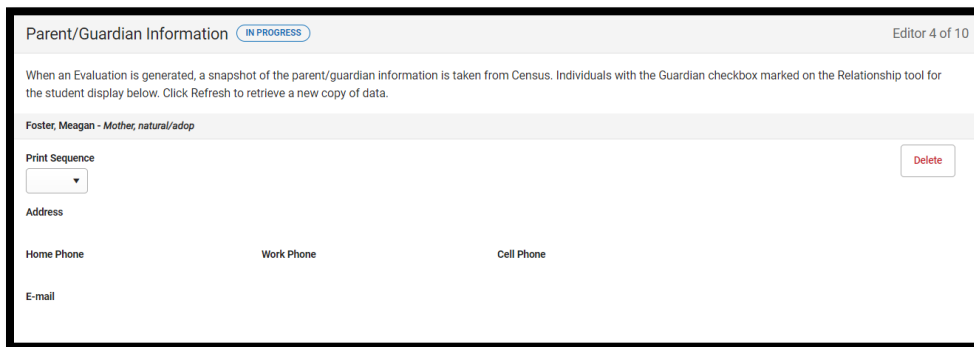 Parent/Guardian Information IN PROGRESS Editor 4 of 10
When an Evaluation is generated, a snapshot of the parent/guardian information is taken from Census. Individuals with the Guardian checkbox marked on the Relationship tool for
the student display below. Click Refresh to retrieve a new copy of data.
Foster, Meagan - Mother, natural/adop
Print Sequence
Delete
Address
Home Phone Work Phone Cell Phone
E-mail